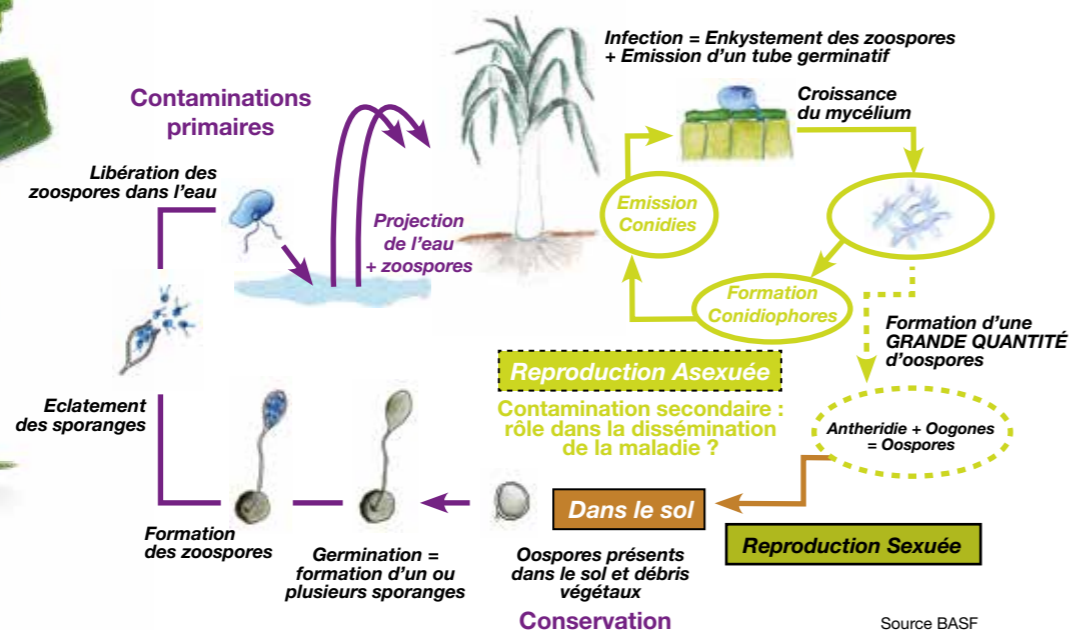 Infection = Enkystement des zoospores
+ Emission d'un tube germinatif
Contaminations
primaires
Croissance
du mycélium
Libération des
zoospores dans l'eau
Projection
de l'eau
+ zoospores
Emission
Conidies
Formation
Conidiophores
Formation d'une
GRANDE QUANTITÉ
d'oospores
Reproduction Asexuée
Contamination secondaire :
rôle dans la dissémination
de la maladie ?
Antheridie + Oogones
= Oospores
Eclatement
des sporanges
Dans le sol
Reproduction Sexuée
Formation
des zoospores
Germination =
formation d'un ou
plusieurs sporanges
Oospores présents
dans le sol et débris
végétaux
Conservation
Source BASF